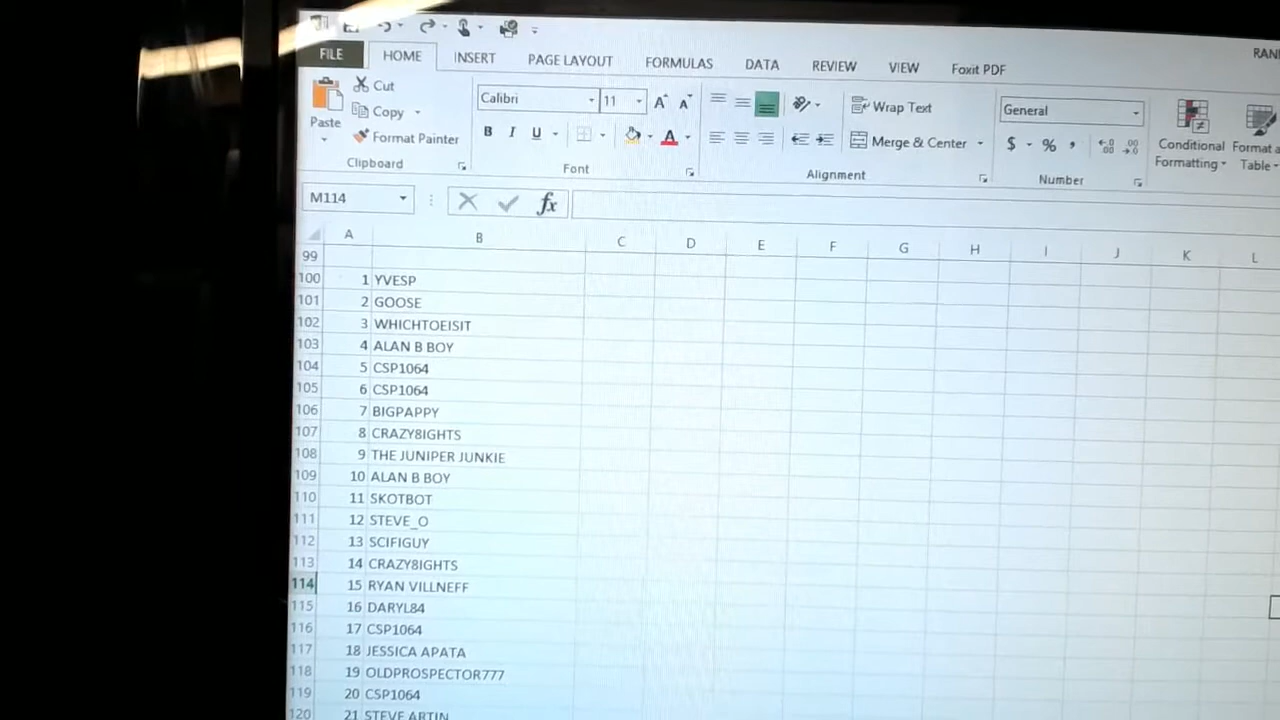 RAN
FILE HOME INSERT PAGE LAYOUT FORMULAS DATA REVIEW VIEW Foxit PDF
Cut
Copy
Format Painter
Paste
Clipboard
Calibri 11 A A
B I U A
Font
Wrap Text
Merge & Center
Alignment
General
$ % ,
Number
Conditional
Formatting
Format a
Table
M114 fx
A B C D E F G H I J K L
99
100 1 YVESP
101 2 GOOSE
102 3 WHICHTOEISIT
103 4 ALAN B BOY
104 5 CSP1064
105 6 CSP1064
106 7 BIGPAPPY
107 8 CRAZY8IGHTS
108 9 THE JUNIPER JUNKIE
109 10 ALAN B BOY
110 11 SKOTBOT
111 12 STEVE_O
112 13 SCIFIGUY
113 14 CRAZY8IGHTS
114 15 RYAN VILLNEFF
115 16 DARYL84
116 17 CSP1064
117 18 JESSICA APATA
118 19 OLDPROSPECTOR777
119 20 CSP1064
120 21 STEVE ARTIN